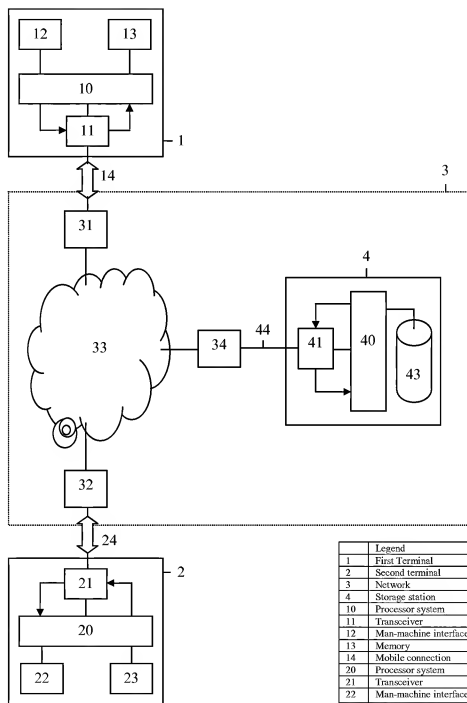 12 13
10
11
1
14
3
31
4
33
34
44
41
40
43
32
24
2
21
20
22 23
Legend
1 First Terminal
2 Second terminal
3 Network
4 Storage station
10 Processor system
11 Transceiver
12 Man-machine interface
13 Memory
14 Mobile connection
20 Processor system
21 Transceiver
22 Man-machine interface